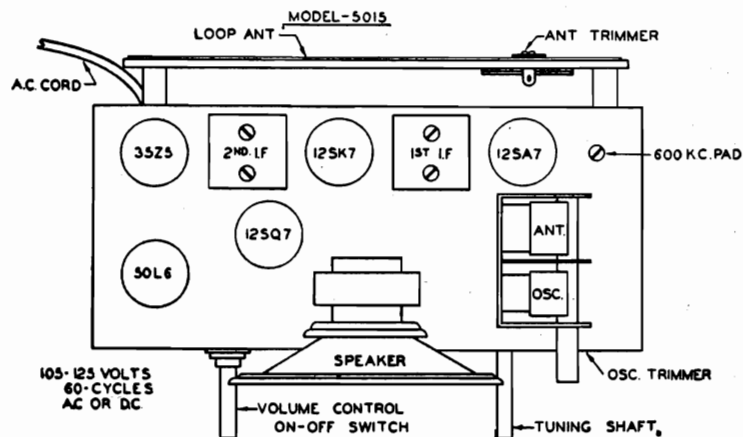 MODEL-5015
LOOP ANT
ANT TRIMMER
A.C. CORD
35Z5
2ND. I.F
12SK7
1ST I.F
12SA7
600 K.C. PAD
12SQ7
ANT.
50L6
OSC.
SPEAKER
105-125 VOLTS
60-CYCLES
AC OR D.C.
OSC. TRIMMER
VOLUME CONTROL
ON-OFF SWITCH
TUNING SHAFT